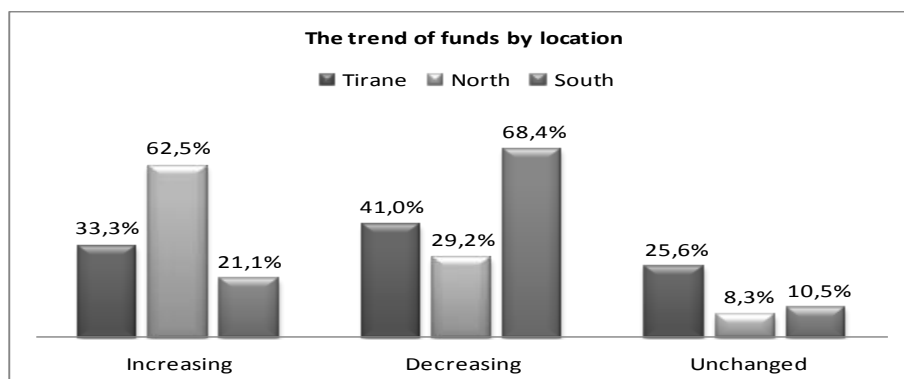 The trend of funds by location
Tirane North South
33,3% 62,5% 21,1% 41,0% 29,2% 68,4% 25,6% 8,3% 10,5%
Increasing Decreasing Unchanged